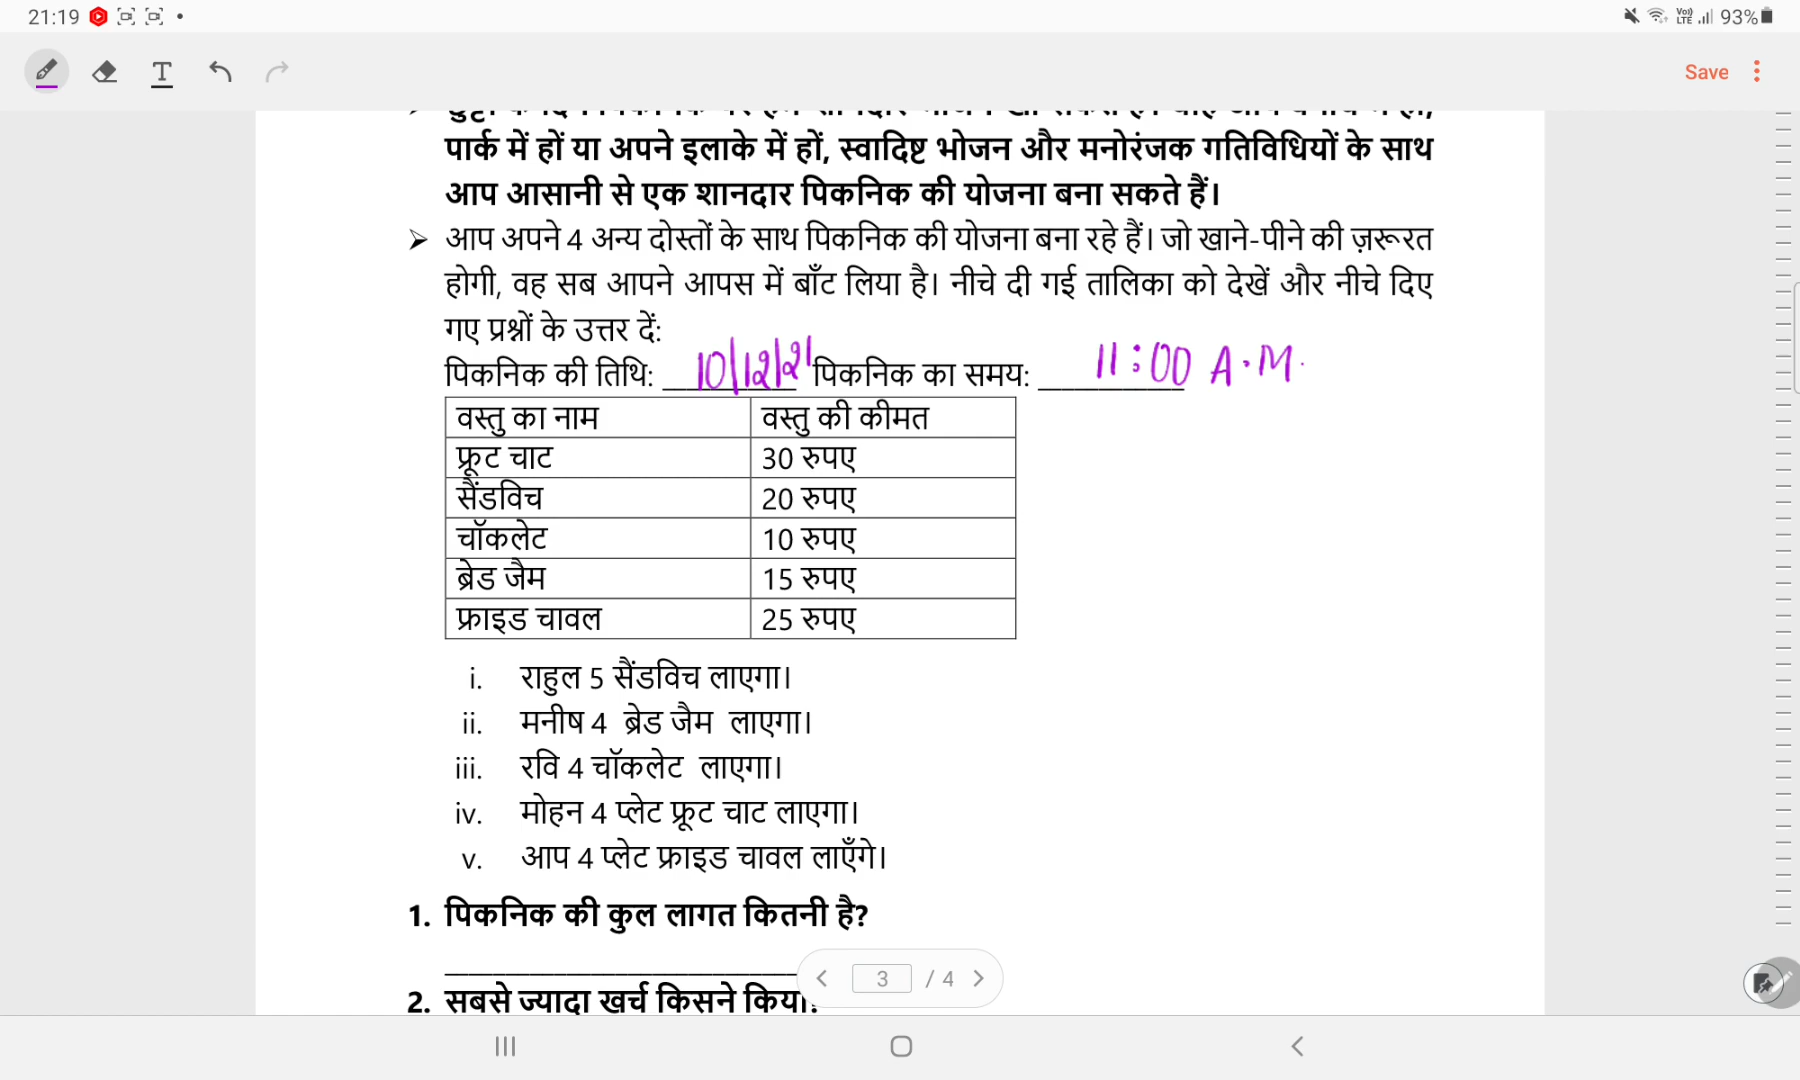 21:19 93%
Save
पार्क में हों या अपने इलाके में हों, स्वादिष्ट भोजन और मनोरंजक गतिविधियों के साथ
आप आसानी से एक शानदार पिकनिक की योजना बना सकते हैं।
➤ आप अपने 4 अन्य दोस्तों के साथ पिकनिक की योजना बना रहे हैं। जो खाने-पीने की ज़रूरत
होगी, वह सब आपने आपस में बाँट लिया है। नीचे दी गई तालिका को देखें और नीचे दिए
गए प्रश्नों के उत्तर दें:
पिकनिक की तिथि: 10/12/21 पिकनिक का समय: 11:00 A.M.
वस्तु का नाम वस्तु की कीमत
फ्रूट चाट 30 रुपए
सैंडविच 20 रुपए
चॉकलेट 10 रुपए
ब्रेड जैम 15 रुपए
फ्राइड चावल 25 रुपए
i. राहुल 5 सैंडविच लाएगा।
ii. मनीष 4 ब्रेड जैम लाएगा।
iii. रवि 4 चॉकलेट लाएगा।
iv. मोहन 4 प्लेट फ्रूट चाट लाएगा।
v. आप 4 प्लेट फ्राइड चावल लाएँगे।
1. पिकनिक की कुल लागत कितनी है?
3 / 4
2. सबसे ज्यादा खर्च किसने किया?